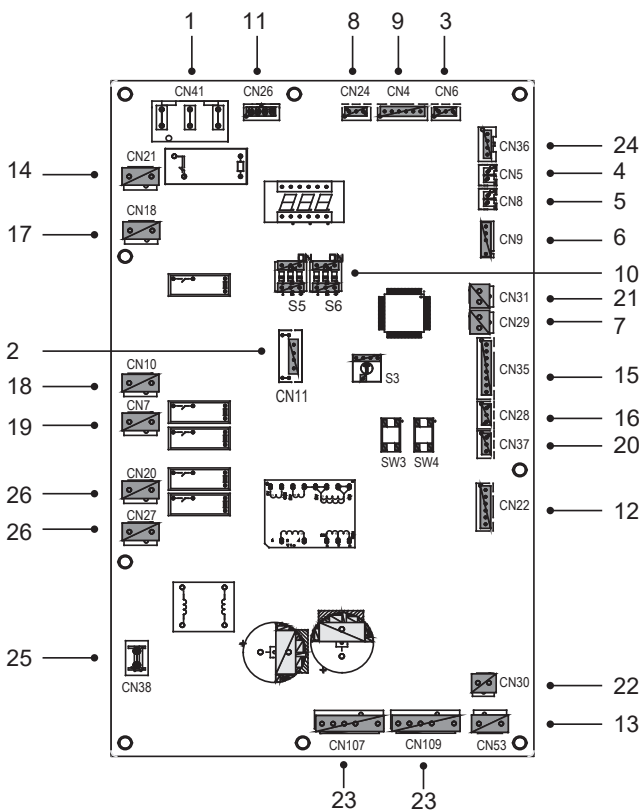 1 11 8 9 3
CN41 CN26 CN24 CN4 CN6
CN36 24
CN21 CN5 4
14
CN8 5
CN18
17 CN9 6
10
ON ON
S5 S6 CN31 21
CN29 7
2
CN11 S3 CN35 15
CN10
18
CN7 CN28 16
19 CN37 20
SW3 SW4
CN20
26 CN22 12
CN27
26
25
CN38 CN30 22
13
CN107 CN109 CN53
23 23